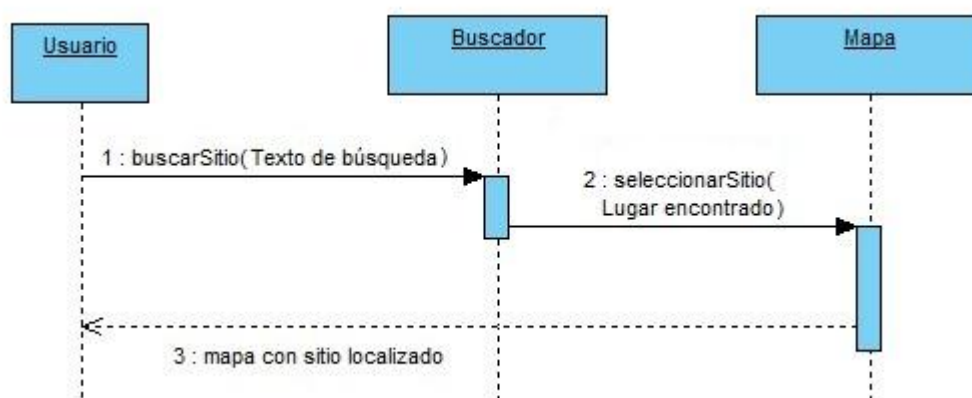 Usuario
Buscador
Mapa
1 : buscarSitio(Texto de búsqueda)
2 : seleccionarSitio(
Lugar encontrado)
3 : mapa con sitio localizado